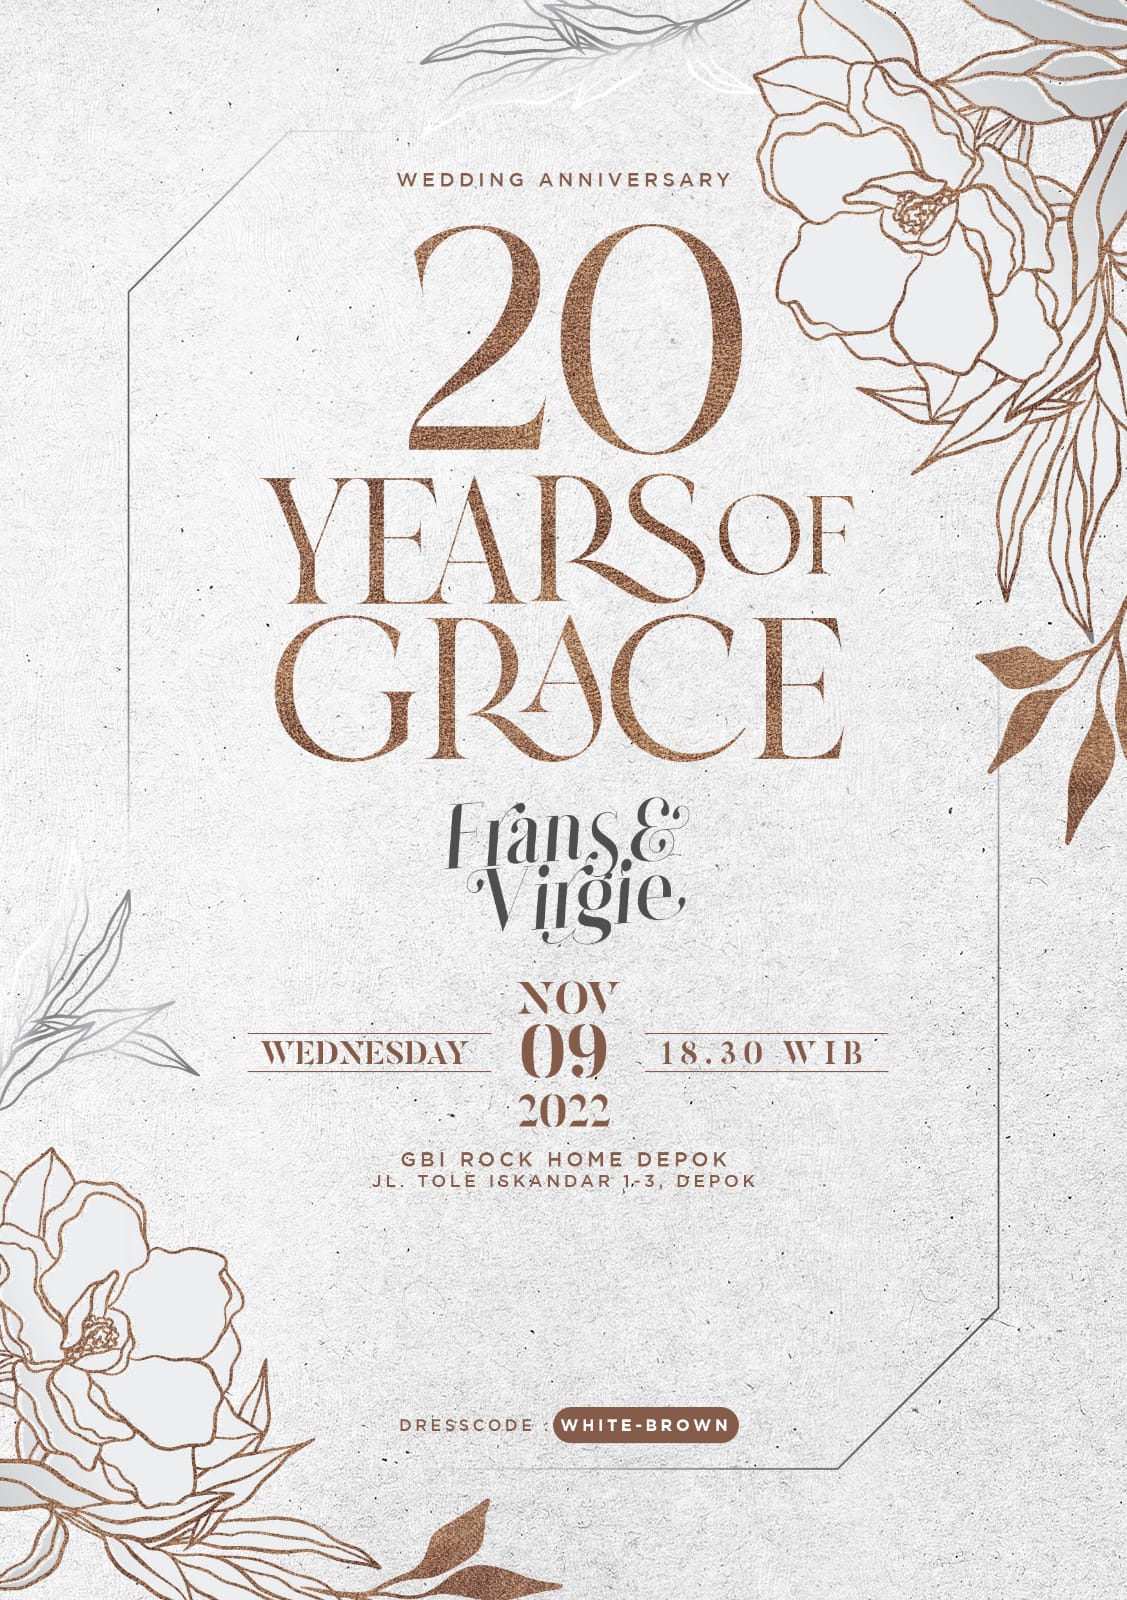 WEDDING ANNIVERSARY
20
YEARS OF
GRACE
Frans &
Virgie
NOV
WEDNESDAY 09 18.30 WIB
2022
GBI ROCK HOME DEPOK
JL. TOLE ISKANDAR 1-3, DEPOK
DRESSCODE : WHITE-BROWN